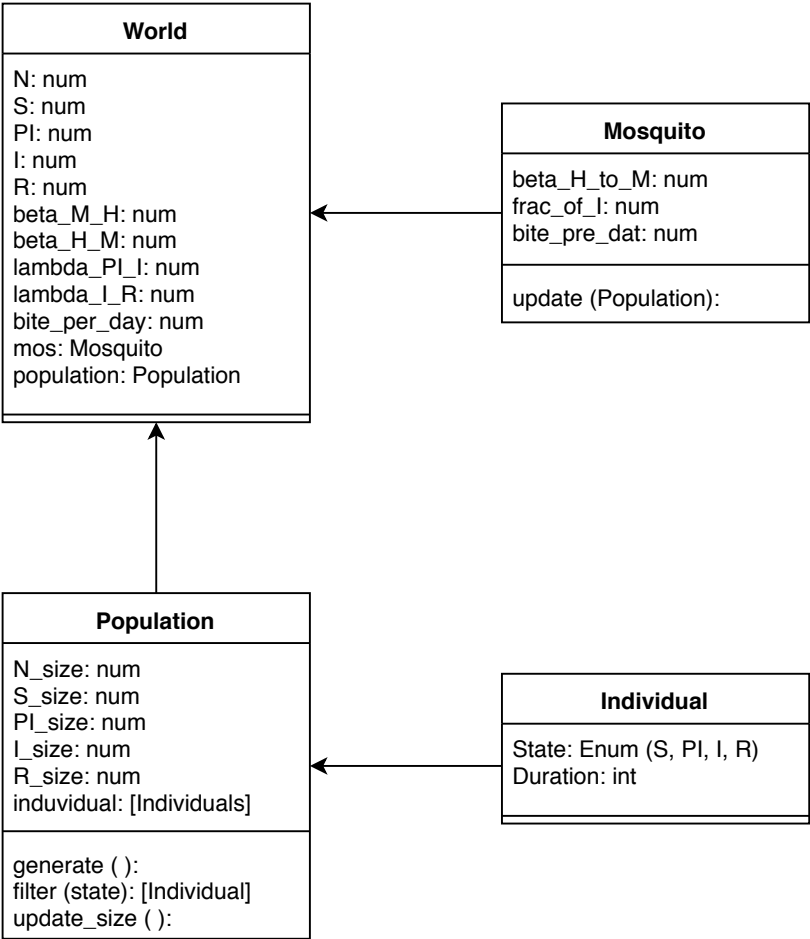 World
N: num
S: num
PI: num
I: num
R: num
beta_M_H: num
beta_H_M: num
lambda_PI_I: num
lambda_I_R: num
bite_per_day: num
mos: Mosquito
population: Population
Mosquito
beta_H_to_M: num
frac_of_I: num
bite_pre_dat: num
update (Population):
Population
N_size: num
S_size: num
PI_size: num
I_size: num
R_size: num
induvidual: [Individuals]
generate ( ):
filter (state): [Individual]
update_size ( ):
Individual
State: Enum (S, PI, I, R)
Duration: int